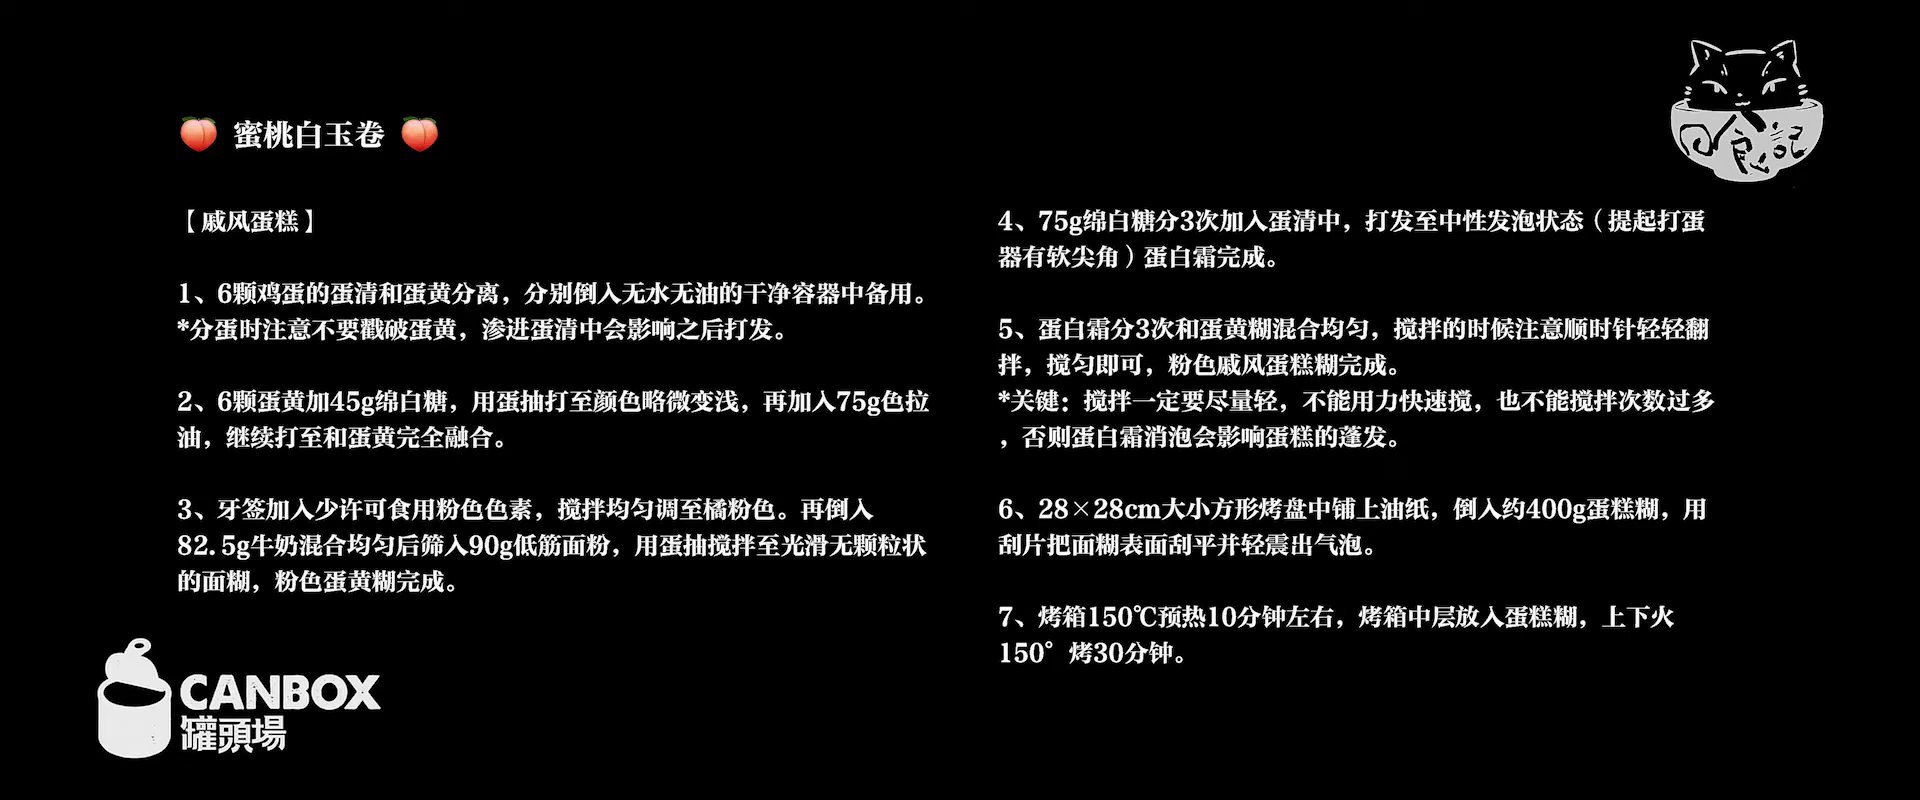 🍑 蜜桃白玉卷 🍑
【戚风蛋糕】
1、6颗鸡蛋的蛋清和蛋黄分离，分别倒入无水无油的干净容器中备用。
*分蛋时注意不要戳破蛋黄，渗进蛋清中会影响之后打发。
2、6颗蛋黄加45g绵白糖，用蛋抽打至颜色略微变浅，再加入75g色拉
油，继续打至和蛋黄完全融合。
3、牙签加入少许可食用粉色色素，搅拌均匀调至橘粉色。再倒入
82.5g牛奶混合均匀后筛入90g低筋面粉，用蛋抽搅拌至光滑无颗粒状
的面糊，粉色蛋黄糊完成。
4、75g绵白糖分3次加入蛋清中，打发至中性发泡状态（提起打蛋
器有软尖角）蛋白霜完成。
5、蛋白霜分3次和蛋黄糊混合均匀，搅拌的时候注意顺时针轻轻翻
拌，搅匀即可，粉色戚风蛋糕糊完成。
*关键：搅拌一定要尽量轻，不能用力快速搅，也不能搅拌次数过多
，否则蛋白霜消泡会影响蛋糕的蓬发。
6、28×28cm大小方形烤盘中铺上油纸，倒入约400g蛋糕糊，用
刮片把面糊表面刮平并轻震出气泡。
7、烤箱150℃预热10分钟左右，烤箱中层放入蛋糕糊，上下火
150°烤30分钟。
日食記
CANBOX
罐頭場